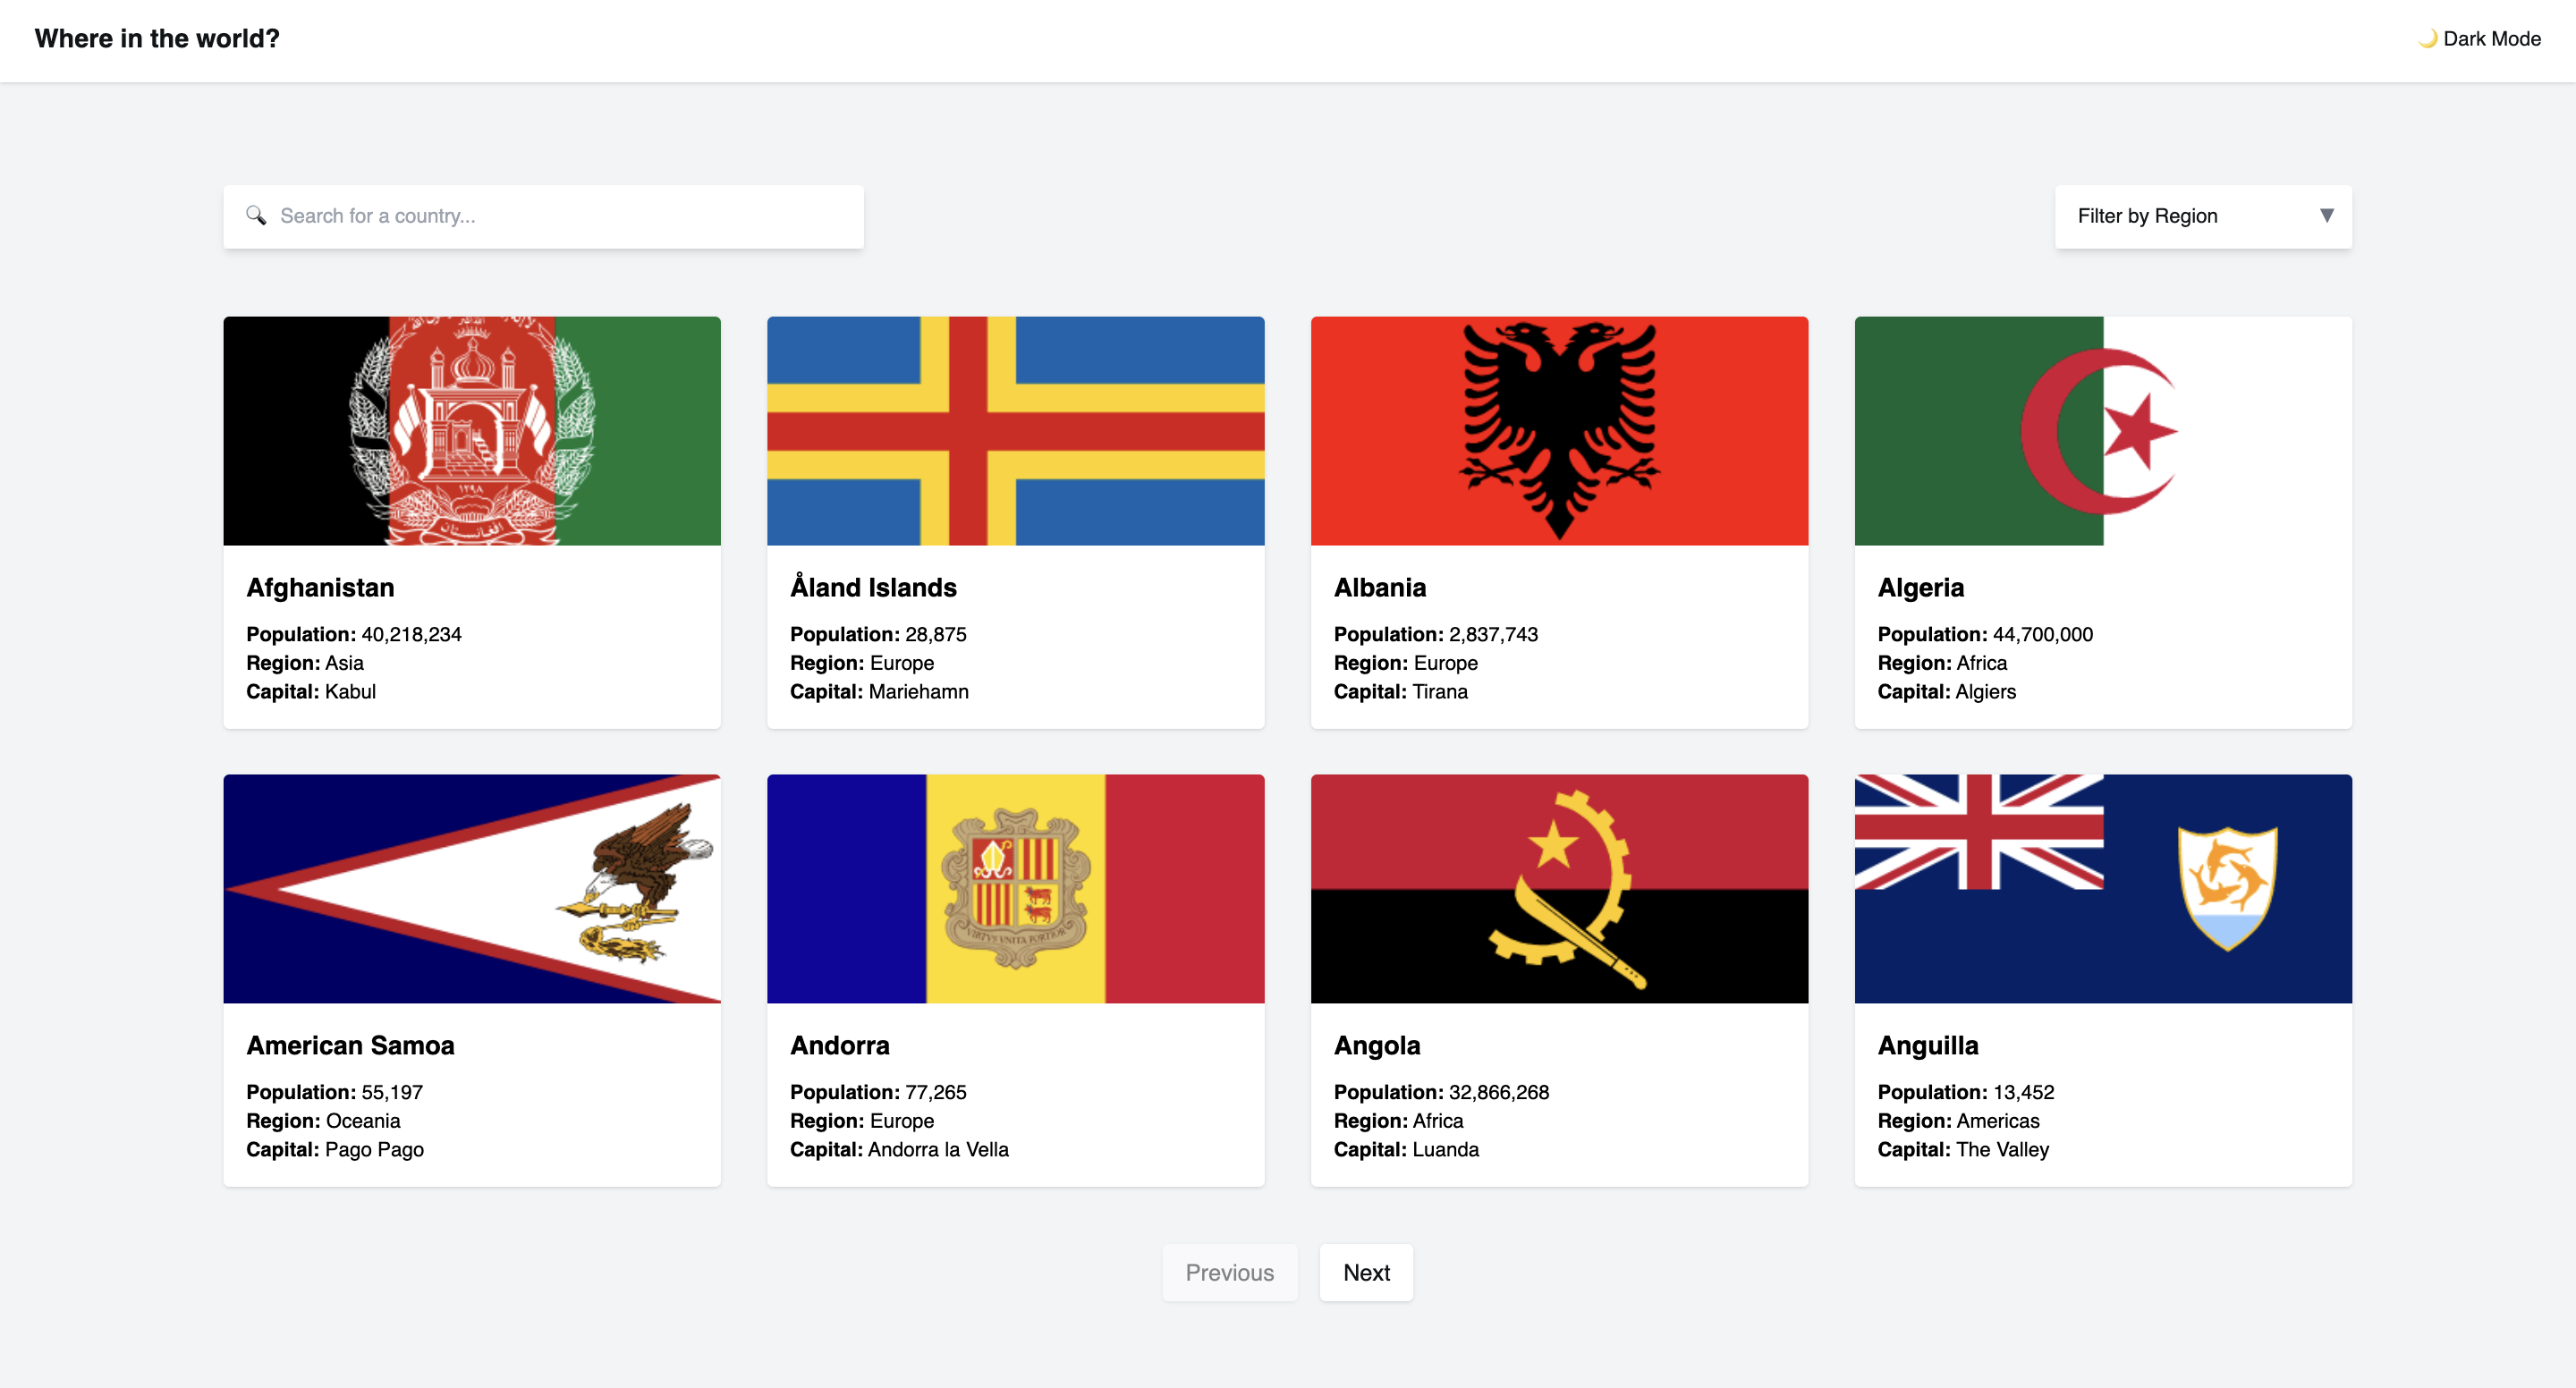 Where in the world?
🌙 Dark Mode
🔍 Search for a country...
Filter by Region ▼
افغانستان
Afghanistan
Population: 40,218,234
Region: Asia
Capital: Kabul
Åland Islands
Population: 28,875
Region: Europe
Capital: Mariehamn
Albania
Population: 2,837,743
Region: Europe
Capital: Tirana
Algeria
Population: 44,700,000
Region: Africa
Capital: Algiers
VIRTVS VNITA FORTIOR
American Samoa
Population: 55,197
Region: Oceania
Capital: Pago Pago
Andorra
Population: 77,265
Region: Europe
Capital: Andorra la Vella
Angola
Population: 32,866,268
Region: Africa
Capital: Luanda
Anguilla
Population: 13,452
Region: Americas
Capital: The Valley
Previous
Next